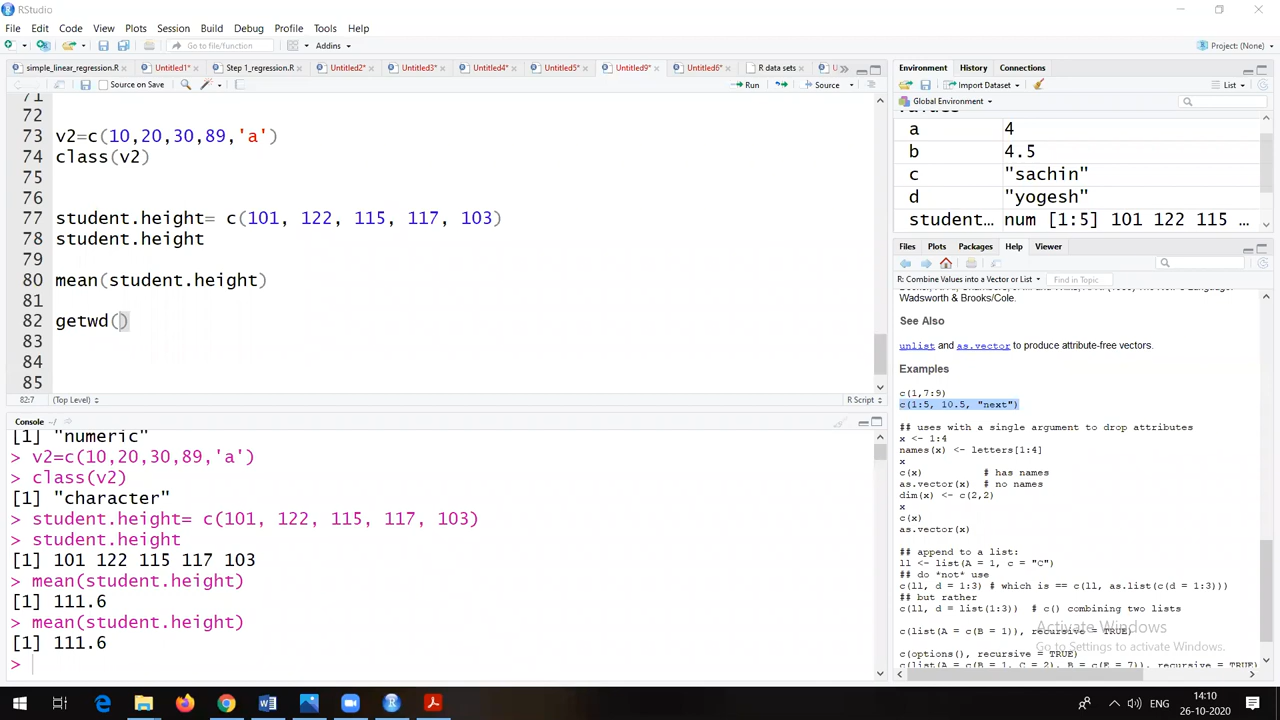 RStudio
File Edit Code View Plots Session Build Debug Profile Tools Help
Go to file/function Addins Project: (None)
simple_linear_regression.R Untitled1* Step 1_regression.R Untitled2* Untitled3* Untitled4* Untitled5* Untitled9* Untitled6* R data sets
Source on Save Run Source
71
72
73 v2=c(10,20,30,89,'a')
74 class(v2)
75
76
77 student.height= c(101, 122, 115, 117, 103)
78 student.height
79
80 mean(student.height)
81
82 getwd()
83
84
85
82:7 (Top Level) R Script
Console ~/
[1] "numeric"
> v2=c(10,20,30,89,'a')
> class(v2)
[1] "character"
> student.height= c(101, 122, 115, 117, 103)
> student.height
[1] 101 122 115 117 103
> mean(student.height)
[1] 111.6
> mean(student.height)
[1] 111.6
>
Environment History Connections
Import Dataset List
Global Environment
Values
a 4
b 4.5
c "sachin"
d "yogesh"
student… num [1:5] 101 122 115 ...
Files Plots Packages Help Viewer
R: Combine Values into a Vector or List Find in Topic
Wadsworth & Brooks/Cole.
See Also
unlist and as.vector to produce attribute-free vectors.
Examples
c(1,7:9)
c(1:5, 10.5, "next")
## uses with a single argument to drop attributes
x <- 1:4
names(x) <- letters[1:4]
x
c(x) # has names
as.vector(x) # no names
dim(x) <- c(2,2)
x
c(x)
as.vector(x)
## append to a list:
ll <- list(A = 1, c = "C")
## do *not* use
c(ll, d = 1:3) # which is == c(ll, as.list(c(d = 1:3)))
## but rather
c(ll, d = list(1:3)) # c() combining two lists
c(list(A = c(B = 1)), recursive = TRUE)
c(options(), recursive = TRUE)
c(list(A = c(B = 1, C = 2), B = c(E = 7)), recursive = TRUE)
Activate Windows
Go to Settings to activate Windows.
ENG
14:10
26-10-2020